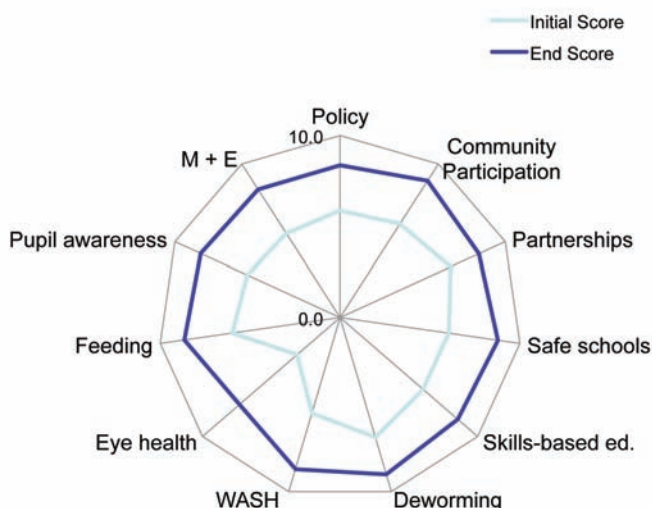 Initial Score
End Score
Policy
10.0
Community
Participation
M + E
Partnerships
Pupil awareness
0.0
Safe schools
Feeding
Eye health
Skills-based ed.
WASH
Deworming